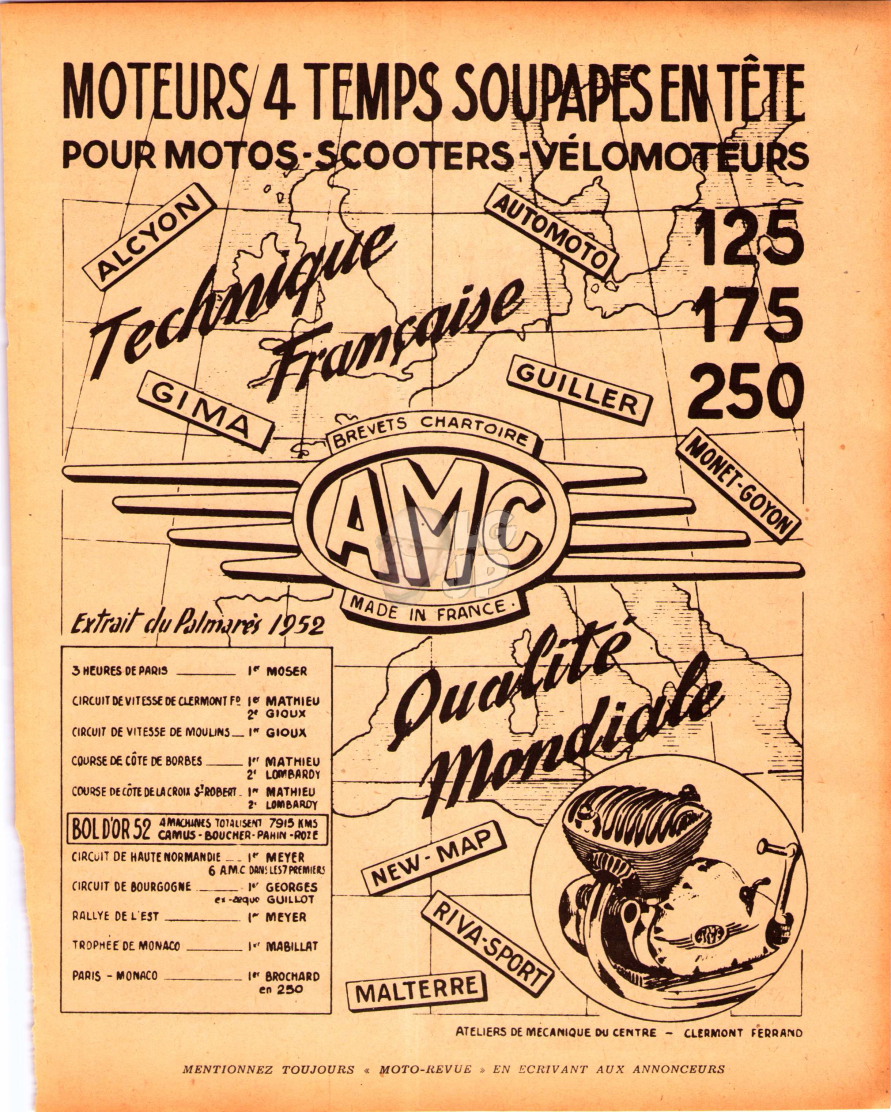 MOTEURS 4 TEMPS SOUPAPES EN TÊTE
POUR MOTOS-SCOOTERS-VÉLOMOTEURS
ALCYON
AUTOMOTO
125
Technique
Française
175
GIMA
GUILLER
250
BREVETS CHARTOIRE
MONET-GOYON
AMC
MADE IN FRANCE.
Extrait du Palmarès 1952
3 HEURES DE PARIS 1er MOSER
CIRCUIT DE VITESSE DE CLERMONT FD 1er MATHIEU
2e GIOUX
CIRCUIT DE VITESSE DE MOULINS 1er GIOUX
COURSE DE CÔTE DE BORBES 1er MATHIEU
2e LOMBARDY
COURSE DE CÔTE DE LA CROIX ST ROBERT 1er MATHIEU
2e LOMBARDY
BOL D'OR 52 4 MACHINES TOTALISENT 7915 KMS
CAMUS-BOUCHER-PAHIN-ROZE
CIRCUIT DE HAUTE NORMANDIE 1er MEYER
6 A.M.C DANS LES 7 PREMIERS
CIRCUIT DE BOURGOGNE 1er GEORGES
ex-æquo GUILLOT
RALLYE DE L'EST 1er MEYER
TROPHÉE DE MONACO 1er MABILLAT
PARIS - MONACO 1er BROCHARD
en 250
Qualité
Mondiale
NEW-MAP
RIVA-SPORT
MALTERRE
AMC
ATELIERS DE MECANIQUE DU CENTRE - CLERMONT FERRAND
MENTIONNEZ TOUJOURS « MOTO-REVUE » EN ECRIVANT AUX ANNONCEURS